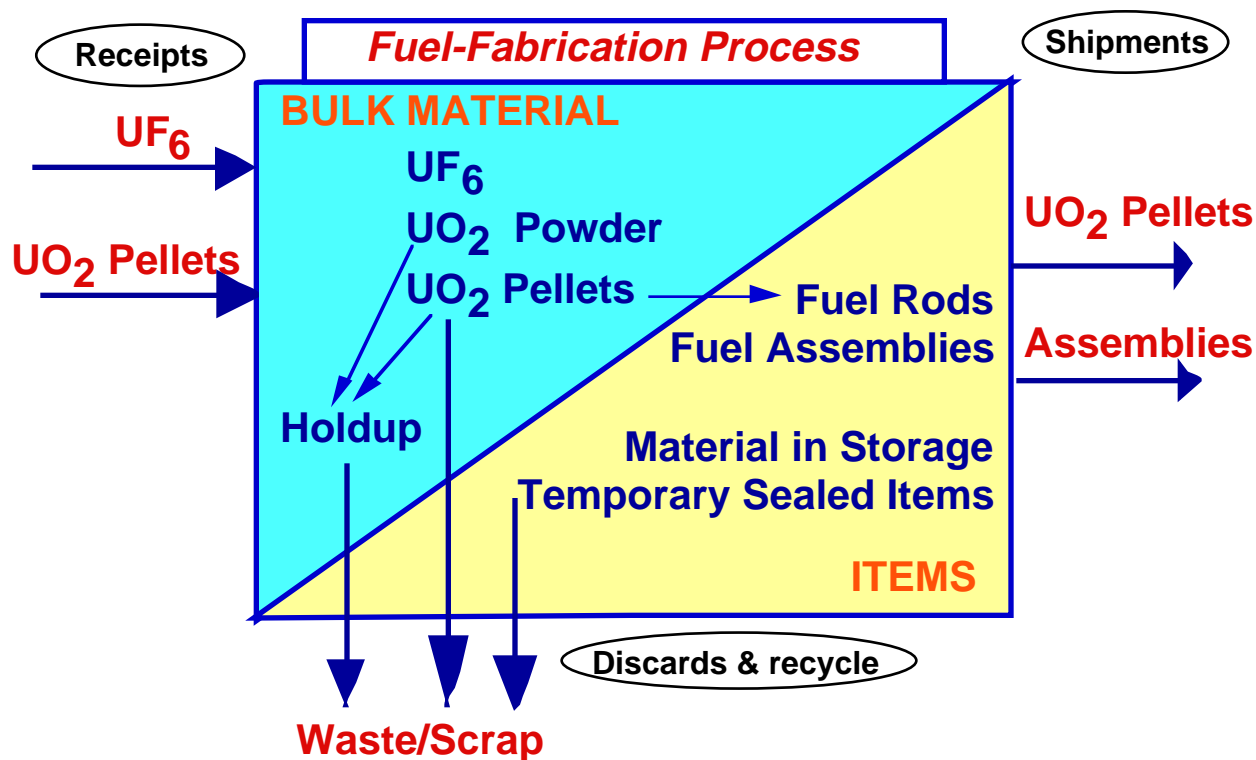 Receipts
Fuel-Fabrication Process
Shipments
BULK MATERIAL
UF6
UF6
UO2 Powder
UO2 Pellets
UO2 Pellets
UO2 Pellets
Fuel Rods
Fuel Assemblies
Assemblies
Holdup
Material in Storage
Temporary Sealed Items
ITEMS
Discards & recycle
Waste/Scrap